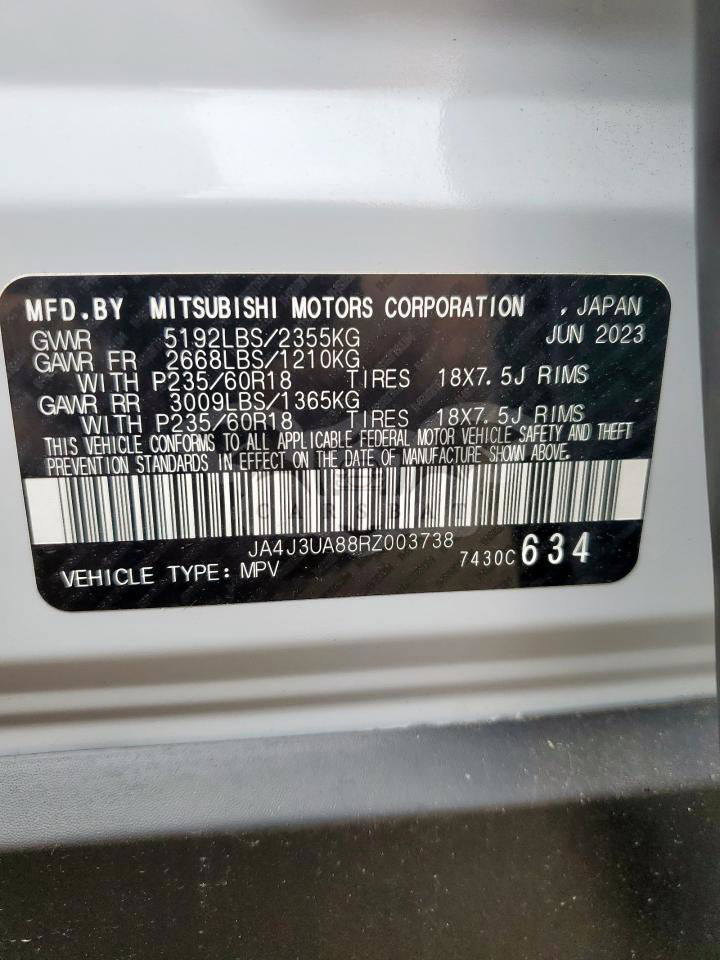 MFD.BY MITSUBISHI MOTORS CORPORATION , JAPAN
GVWR 5192LBS/2355KG JUN 2023
GAWR FR 2668LBS/1210KG
WITH P235/60R18 TIRES 18X7.5J RIMS
GAWR RR 3009LBS/1365KG
WITH P235/60R18 TIRES 18X7.5J RIMS
THIS VEHICLE CONFORMS TO ALL APPLICABLE FEDERAL MOTOR VEHICLE SAFETY AND THEFT
PREVENTION STANDARDS IN EFFECT ON THE DATE OF MANUFACTURE SHOWN ABOVE.
JA4J3UA88RZ003738
VEHICLE TYPE: MPV 7430C 634